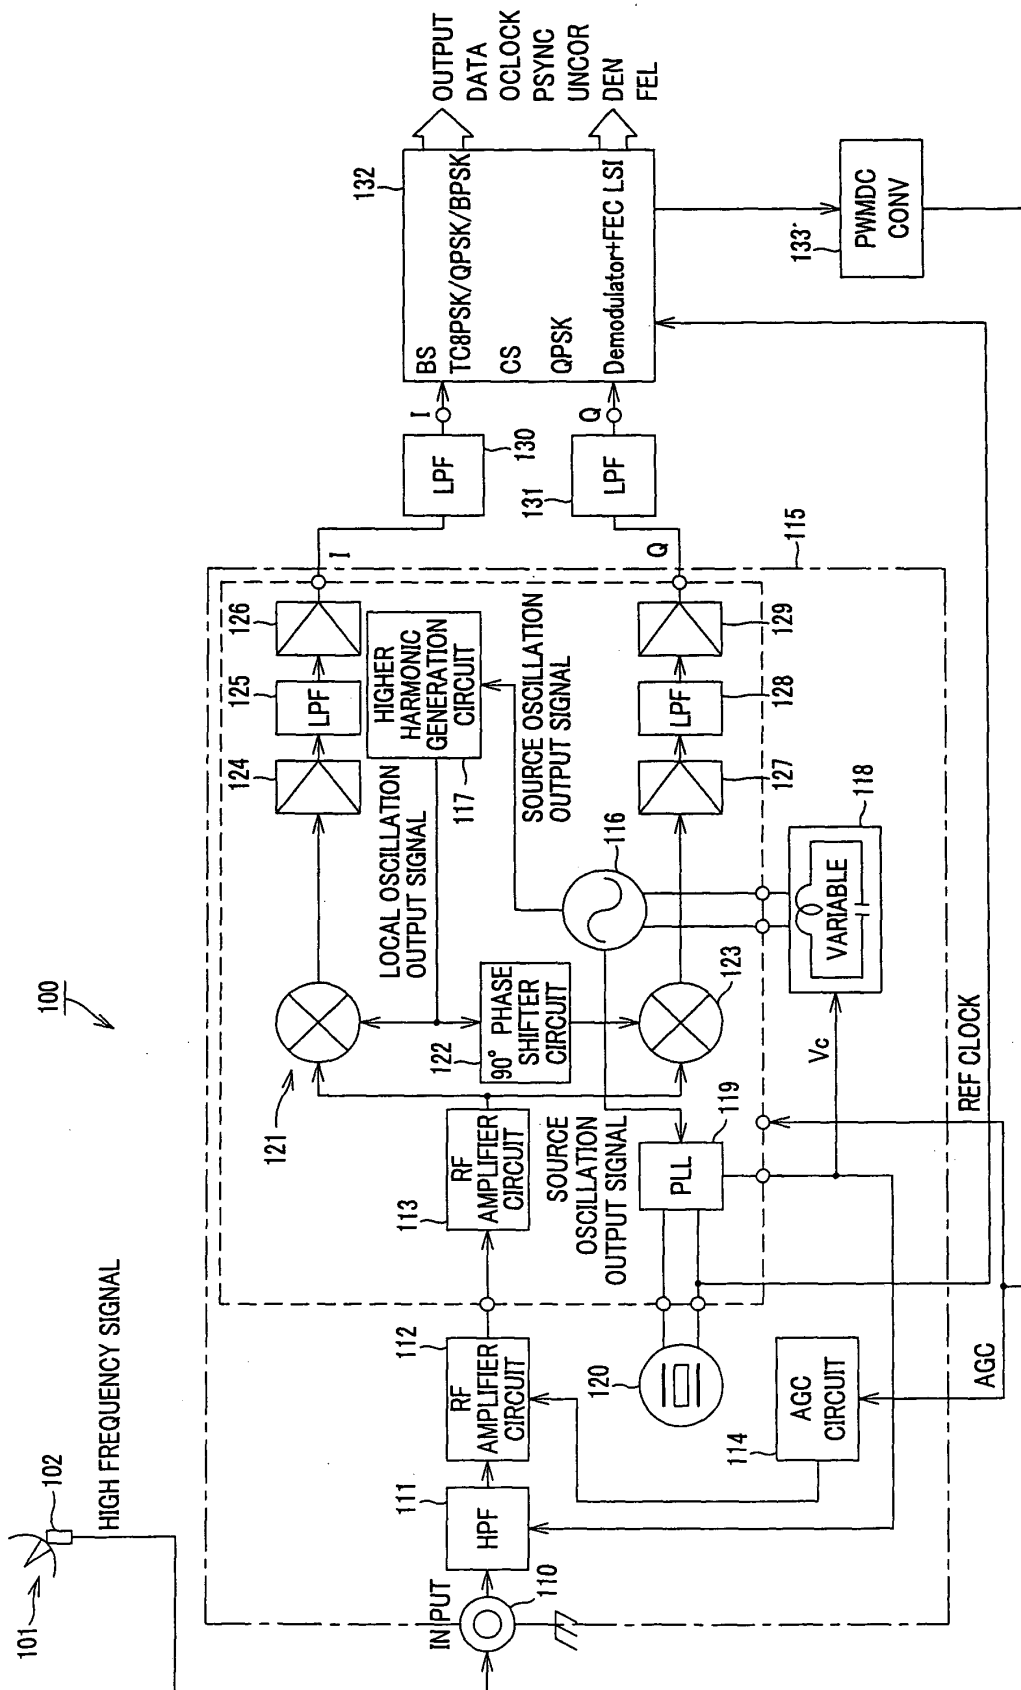 100
101
102
HIGH FREQUENCY SIGNAL
INPUT
110
HPF
111
RF
AMPLIFIER
CIRCUIT
112
RF
AMPLIFIER
CIRCUIT
113
AGC
CIRCUIT
114
AGC
115
120
PLL
119
SOURCE
OSCILLATION
OUTPUT SIGNAL
121
90° PHASE
SHIFTER
CIRCUIT
122
123
LOCAL OSCILLATION
OUTPUT SIGNAL
116
Vc
VARIABLE
118
HIGHER
HARMONIC
GENERATION
CIRCUIT
117
SOURCE OSCILLATION
OUTPUT SIGNAL
124
LPF
125
126
127
LPF
128
129
I
Q
LPF
130
LPF
131
I
Q
REF CLOCK
132
BS
TC8PSK/QPSK/BPSK
CS
QPSK
Demodulator+FEC LSI
OUTPUT
DATA
OCLOCK
PSYNC
UNCOR
DEN
FEL
PWMDC
CONV
133